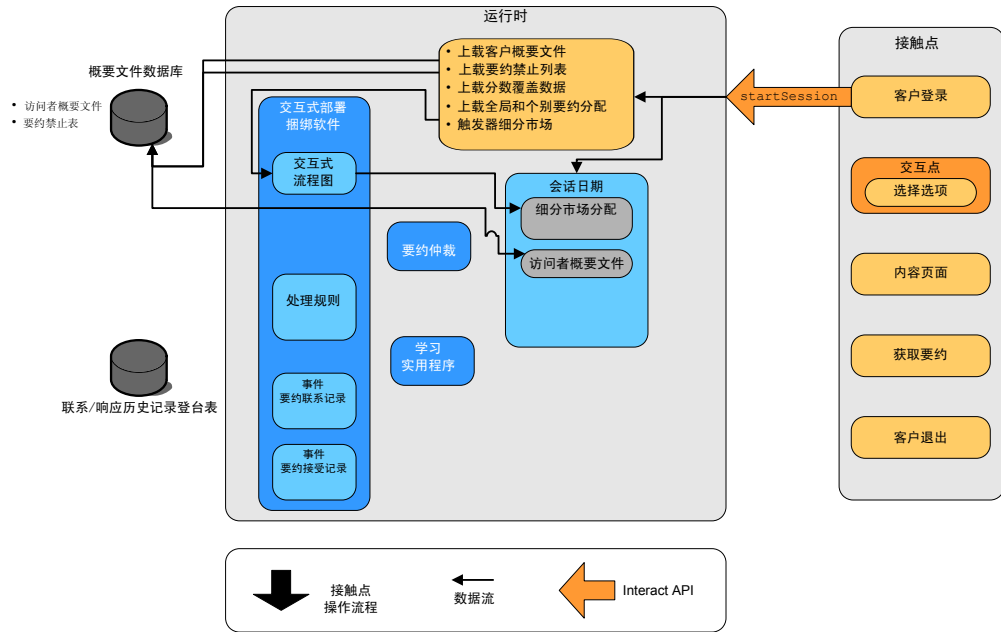 运行时
接触点
概要文件数据库
• 访问者概要文件
• 要约禁止表
• 上载客户概要文件
• 上载要约禁止列表
• 上载分数覆盖数据
• 上载全局和个别要约分配
• 触发器细分市场
startSession
客户登录
交互式部署
捆绑软件
交互式
流程图
会话日期
细分市场分配
访问者概要文件
交互点
选择选项
要约仲裁
内容页面
处理规则
学习
实用程序
获取要约
联系/响应历史记录登台表
事件
要约联系记录
客户退出
事件
要约接受记录
接触点
操作流程
数据流
Interact API